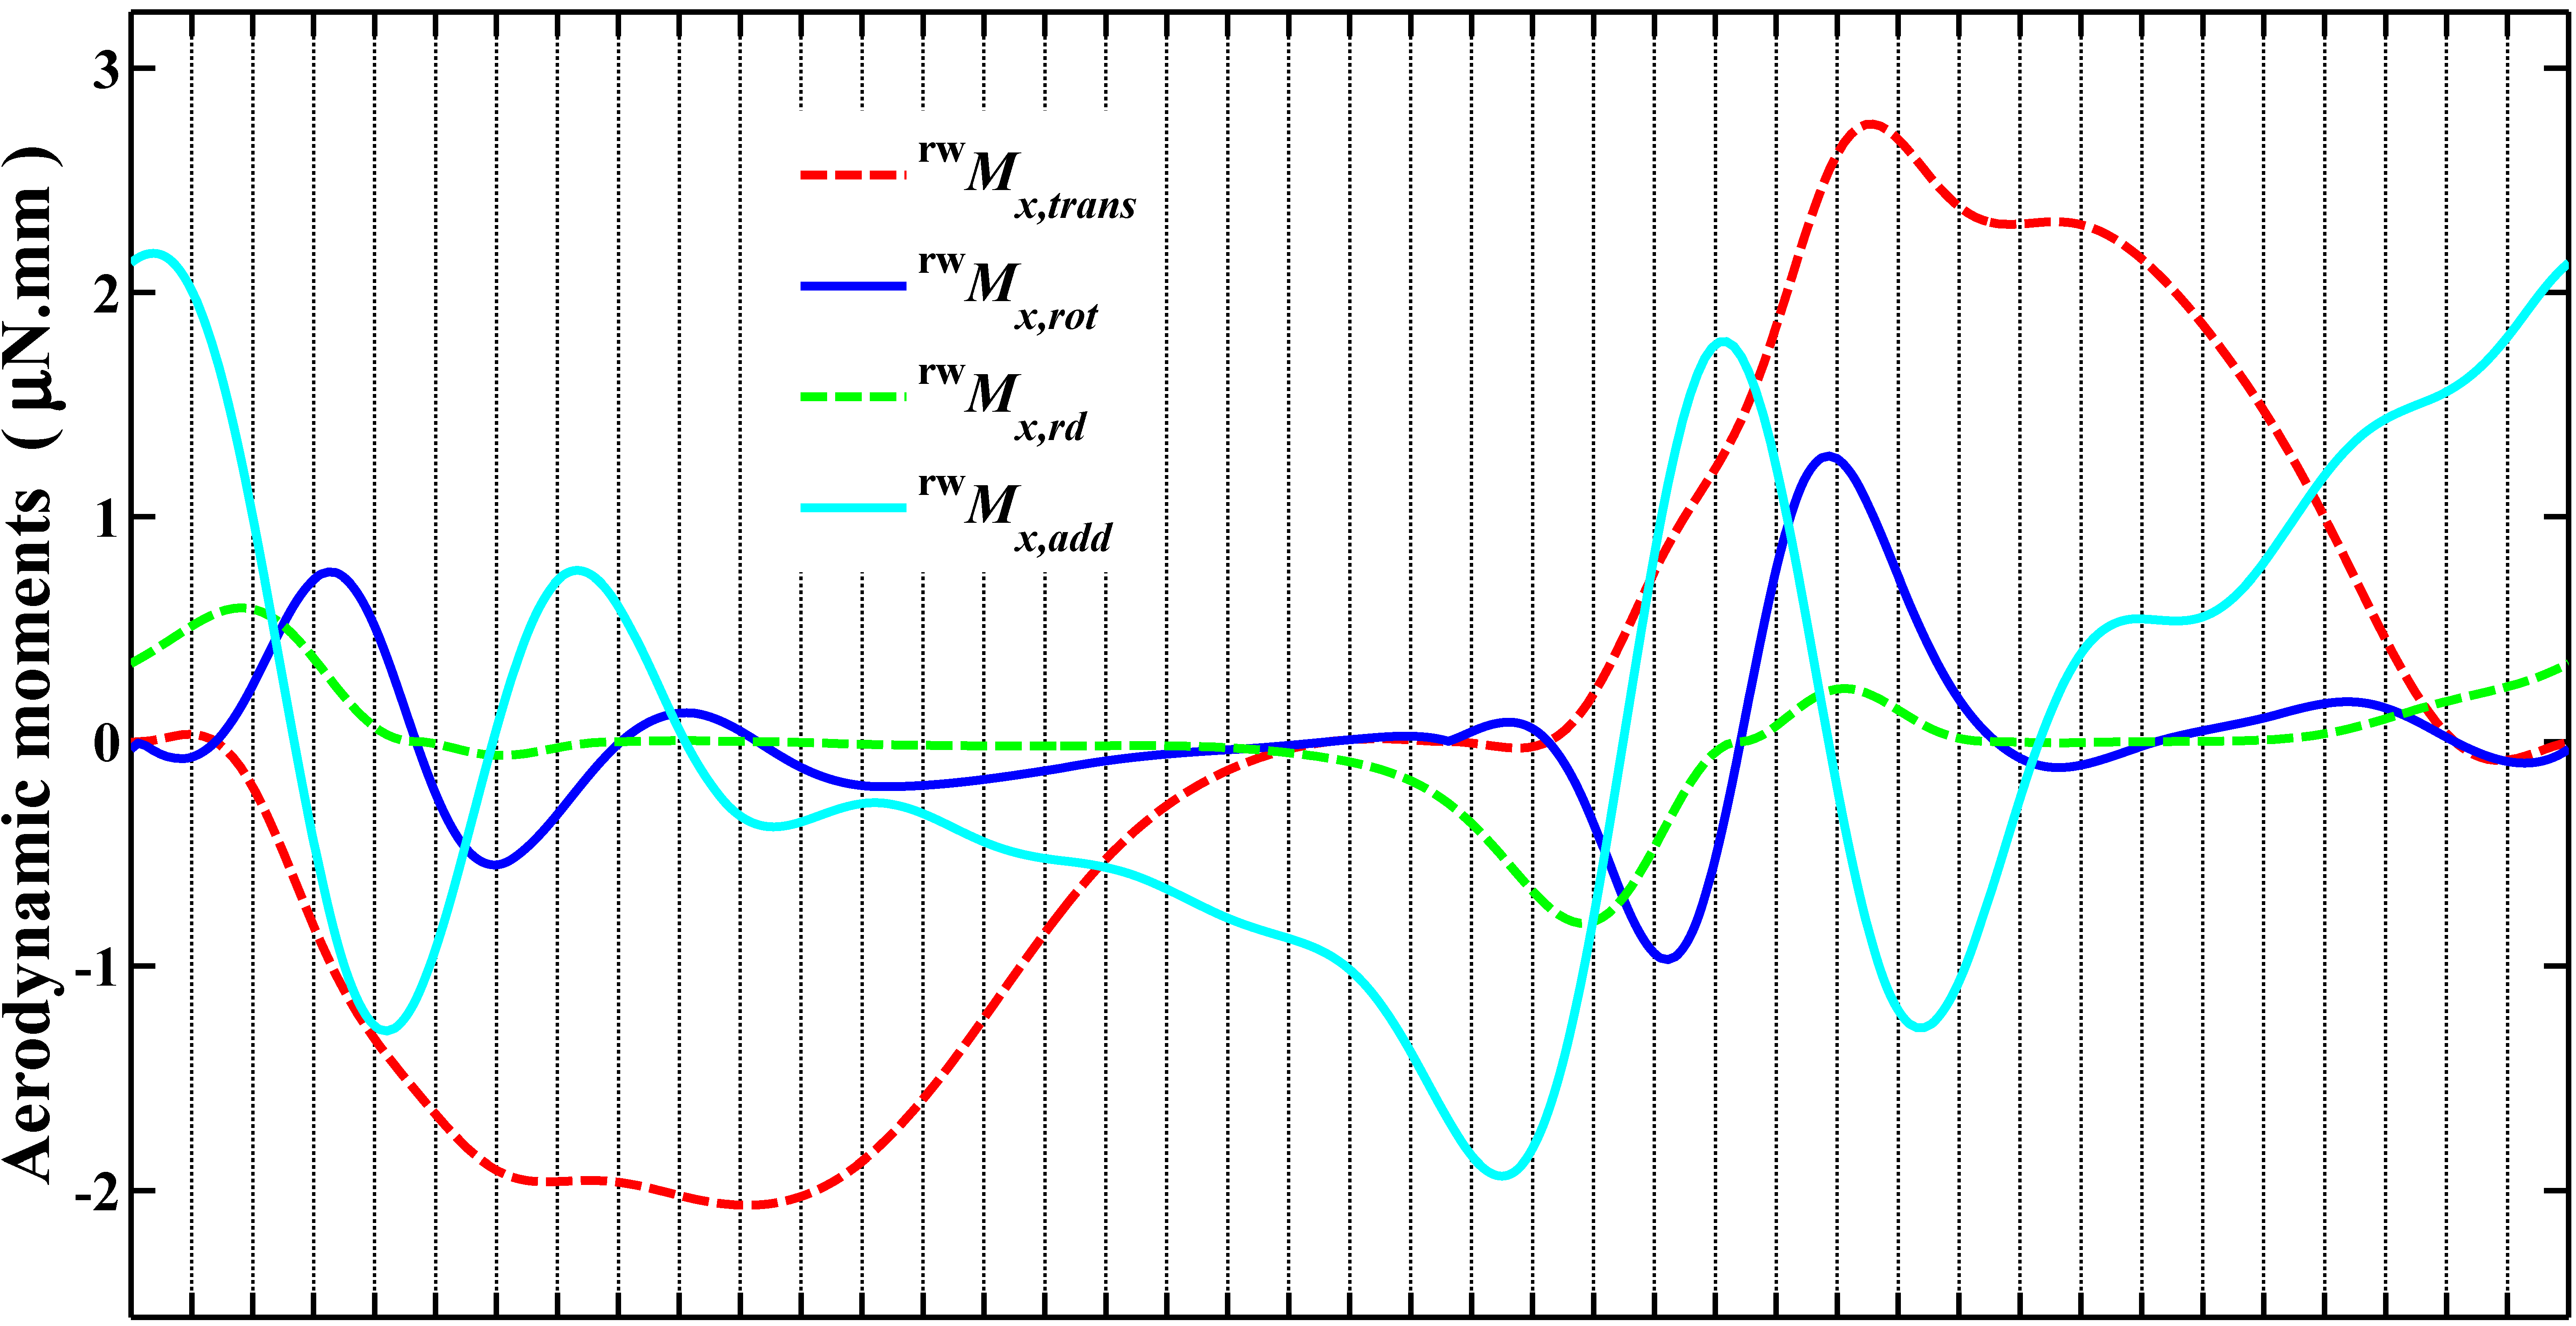 Aerodynamic moments ( μN.mm )
3
2
1
0
-1
-2
rwMx,trans
rwMx,rot
rwMx,rd
rwMx,add